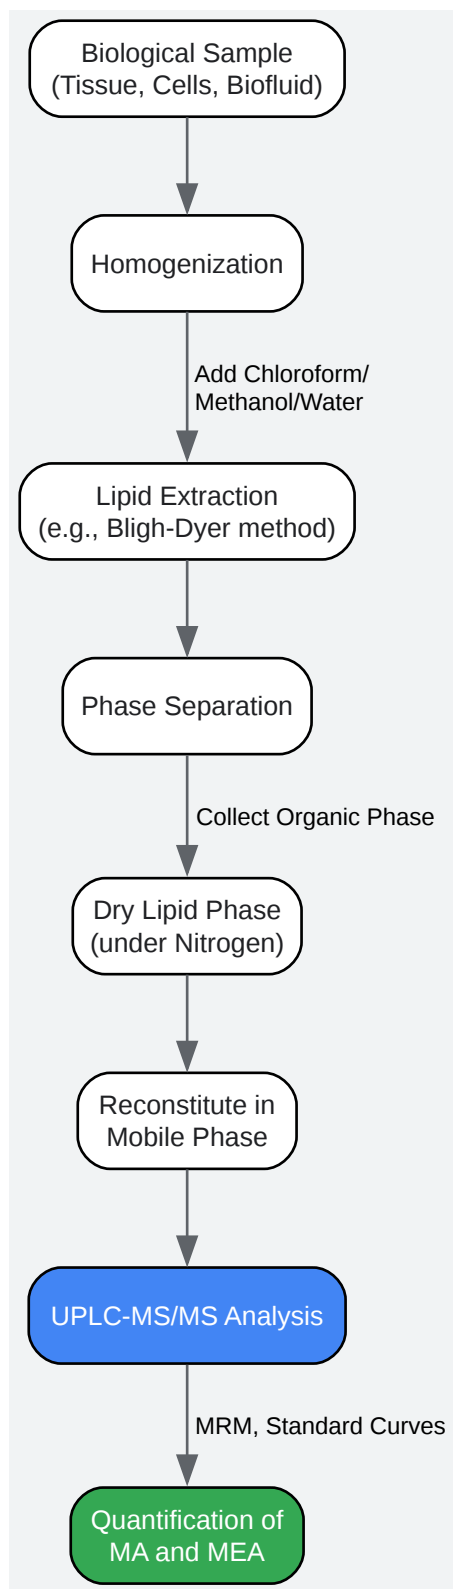 Biological Sample
(Tissue, Cells, Biofluid)
Homogenization
Add Chloroform/
Methanol/Water
Lipid Extraction
(e.g., Bligh-Dyer method)
Phase Separation
Collect Organic Phase
Dry Lipid Phase
(under Nitrogen)
Reconstitute in
Mobile Phase
UPLC-MS/MS Analysis
MRM, Standard Curves
Quantification of
MA and MEA